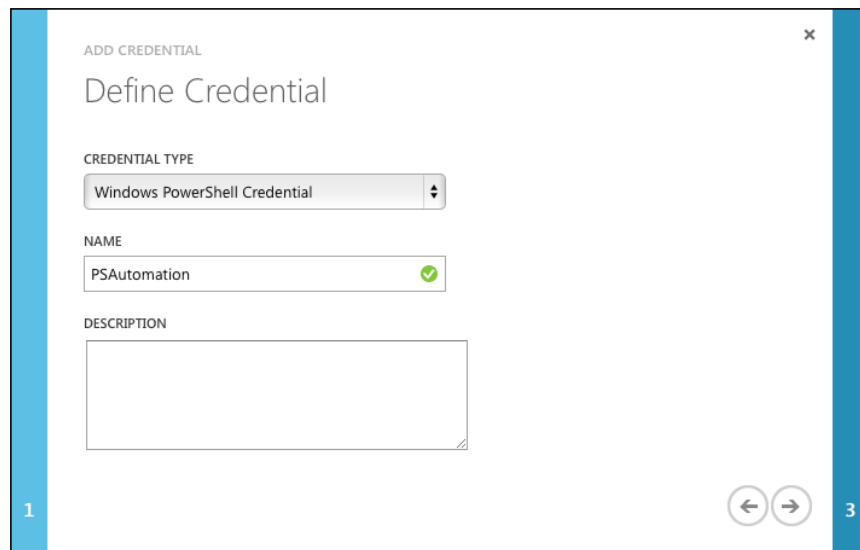 ADD CREDENTIAL
Define Credential
CREDENTIAL TYPE
Windows PowerShell Credential
NAME
PSAutomation
DESCRIPTION
1
3